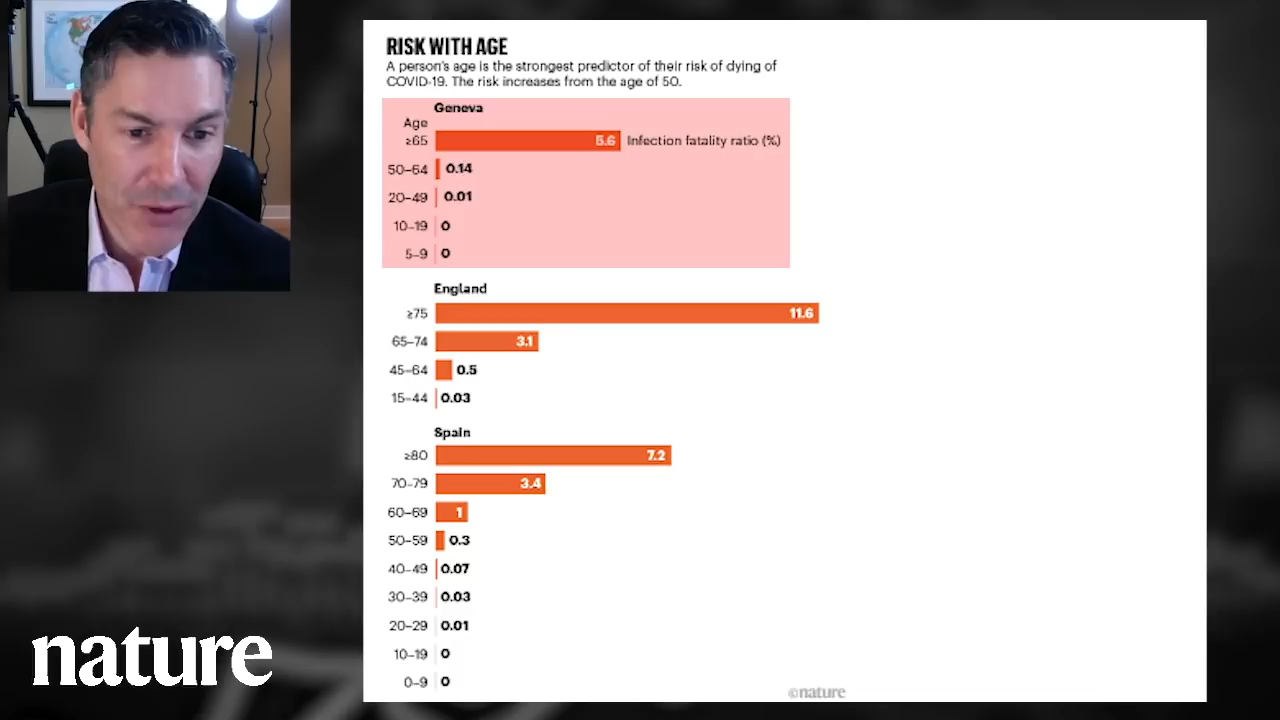 RISK WITH AGE
A person's age is the strongest predictor of their risk of dying of
COVID-19. The risk increases from the age of 50.
Geneva
Age
≥65 5.6 Infection fatality ratio (%)
50–64 0.14
20–49 0.01
10–19 0
5–9 0
England
≥75 11.6
65–74 3.1
45–64 0.5
15–44 0.03
Spain
≥80 7.2
70–79 3.4
60–69 1
50–59 0.3
40–49 0.07
30–39 0.03
20–29 0.01
10–19 0
0–9 0
©nature
nature